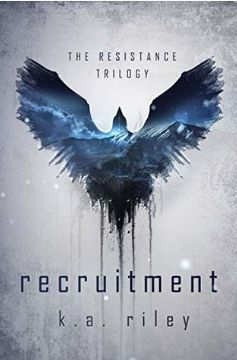 THE RESISTANCE
TRILOGY
recruitment
k.a. riley